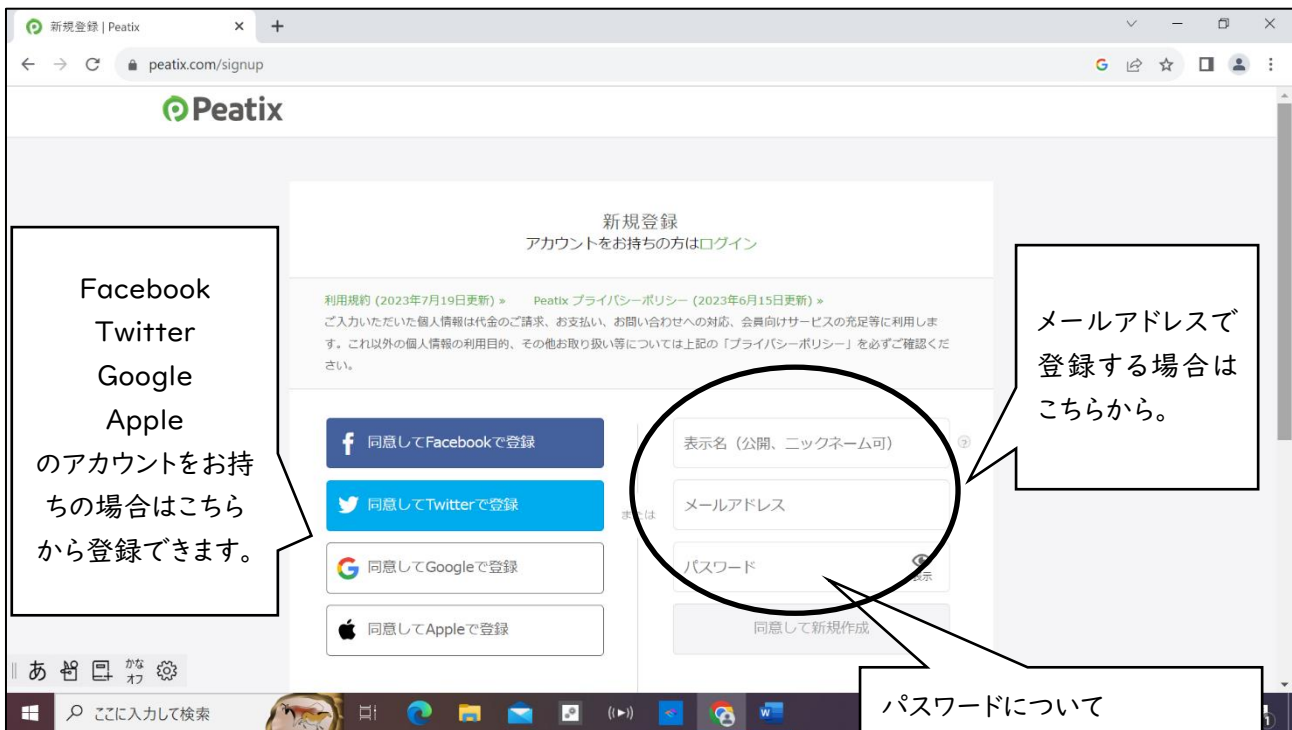 新規登録 | Peatix
peatix.com/signup
Peatix
新規登録
アカウントをお持ちの方はログイン
利用規約 (2023年7月19日更新) » Peatix プライバシーポリシー (2023年6月15日更新) »
ご入力いただいた個人情報は代金のご請求、お支払い、お問い合わせへの対応、会員向けサービスの充足等に利用しま
す。これ以外の個人情報の利用目的、その他お取り扱い等については上記の「プライバシーポリシー」を必ずご確認くだ
さい。
Facebook
Twitter
Google
Apple
のアカウントをお持
ちの場合はこちら
から登録できます。
同意してFacebookで登録
同意してTwitterで登録
同意してGoogleで登録
同意してAppleで登録
または
表示名（公開、ニックネーム可）
メールアドレス
パスワード
表示
同意して新規作成
メールアドレスで
登録する場合は
こちらから。
パスワードについて
あ
かな
オフ
ここに入力して検索